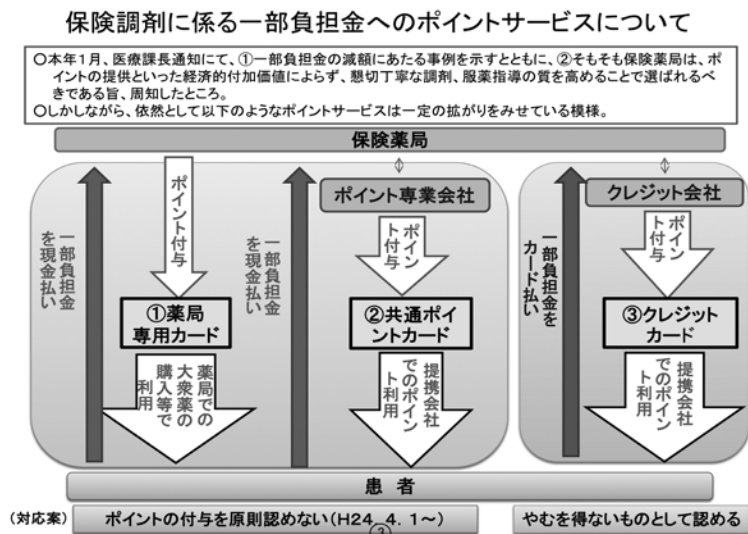 保険調剤に係る一部負担金へのポイントサービスについて
○本年1月、医療課長通知にて、①一部負担金の減額にあたる事例を示すとともに、②そもそも保険薬局は、ポ
イントの提供といった経済的付加価値によらず、懇切丁寧な調剤、服薬指導の質を高めることで選ばれるべ
きである旨、周知したところ。
○しかしながら、依然として以下のようなポイントサービスは一定の拡がりをみせている模様。
保険薬局
一部負担金
を現金払い
ポイント付与
①薬局
専用カード
薬局での
大衆薬の
購入等で
利用
一部負担金
を現金払い
ポイント専業会社
ポイン
ト付与
②共通ポイ
ントカード
提携会社
でのポイン
ト利用
一部負担金を
カード払い
クレジット会社
ポイン
ト付与
③クレジット
カード
提携会社
でのポイン
ト利用
患 者
(対応案)
ポイントの付与を原則認めない(H24.4.1~)
やむを得ないものとして認める
③